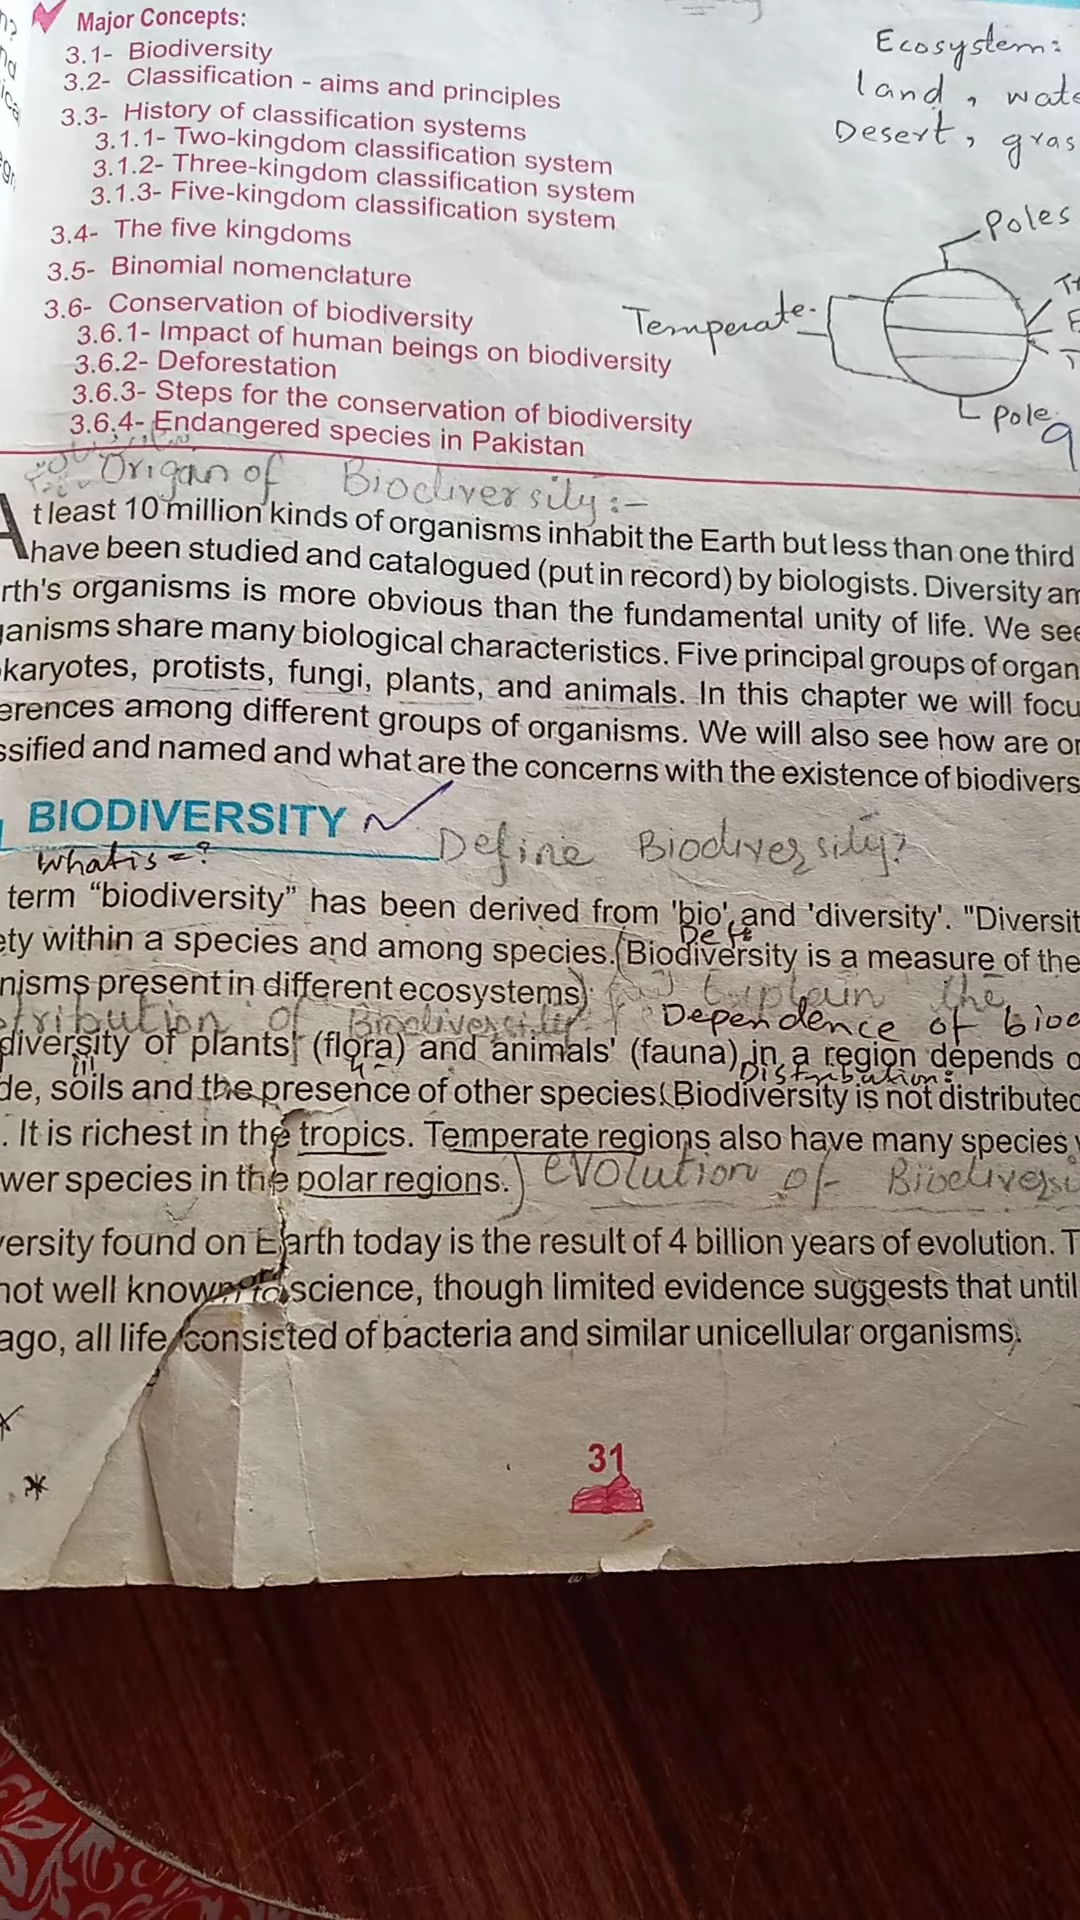 Major Concepts:
3.1- Biodiversity
3.2- Classification - aims and principles
3.3- History of classification systems
3.1.1- Two-kingdom classification system
3.1.2- Three-kingdom classification system
3.1.3- Five-kingdom classification system
3.4- The five kingdoms
3.5- Binomial nomenclature
3.6- Conservation of biodiversity
3.6.1- Impact of human beings on biodiversity
3.6.2- Deforestation
3.6.3- Steps for the conservation of biodiversity
3.6.4- Endangered species in Pakistan
Ecosystem:
land, wate
Desert, gras
Poles
Temperate
Pole
Origan of Biodiversity:-
At least 10 million kinds of organisms inhabit the Earth but less than one third
have been studied and catalogued (put in record) by biologists. Diversity am
rth's organisms is more obvious than the fundamental unity of life. We see
ganisms share many biological characteristics. Five principal groups of organ
karyotes, protists, fungi, plants, and animals. In this chapter we will focu
erences among different groups of organisms. We will also see how are or
ssified and named and what are the concerns with the existence of biodivers
BIODIVERSITY
Define Biodiversity?
What is = ?
term “biodiversity” has been derived from 'bio' and 'diversity'. "Diversit
ety within a species and among species. (Biodiversity is a measure of the
nisms present in different ecosystems)
Explain the
tribution of Biodiversity
Dependence of biod
diversity of plants' (flora) and animals' (fauna) in a region depends o
Distribution:
de, soils and the presence of other species. (Biodiversity is not distributed
. It is richest in the tropics. Temperate regions also have many species,
wer species in the polar regions.)
evolution of Biodiversi
versity found on Earth today is the result of 4 billion years of evolution. T
not well known to science, though limited evidence suggests that until
ago, all life consisted of bacteria and similar unicellular organisms.
31